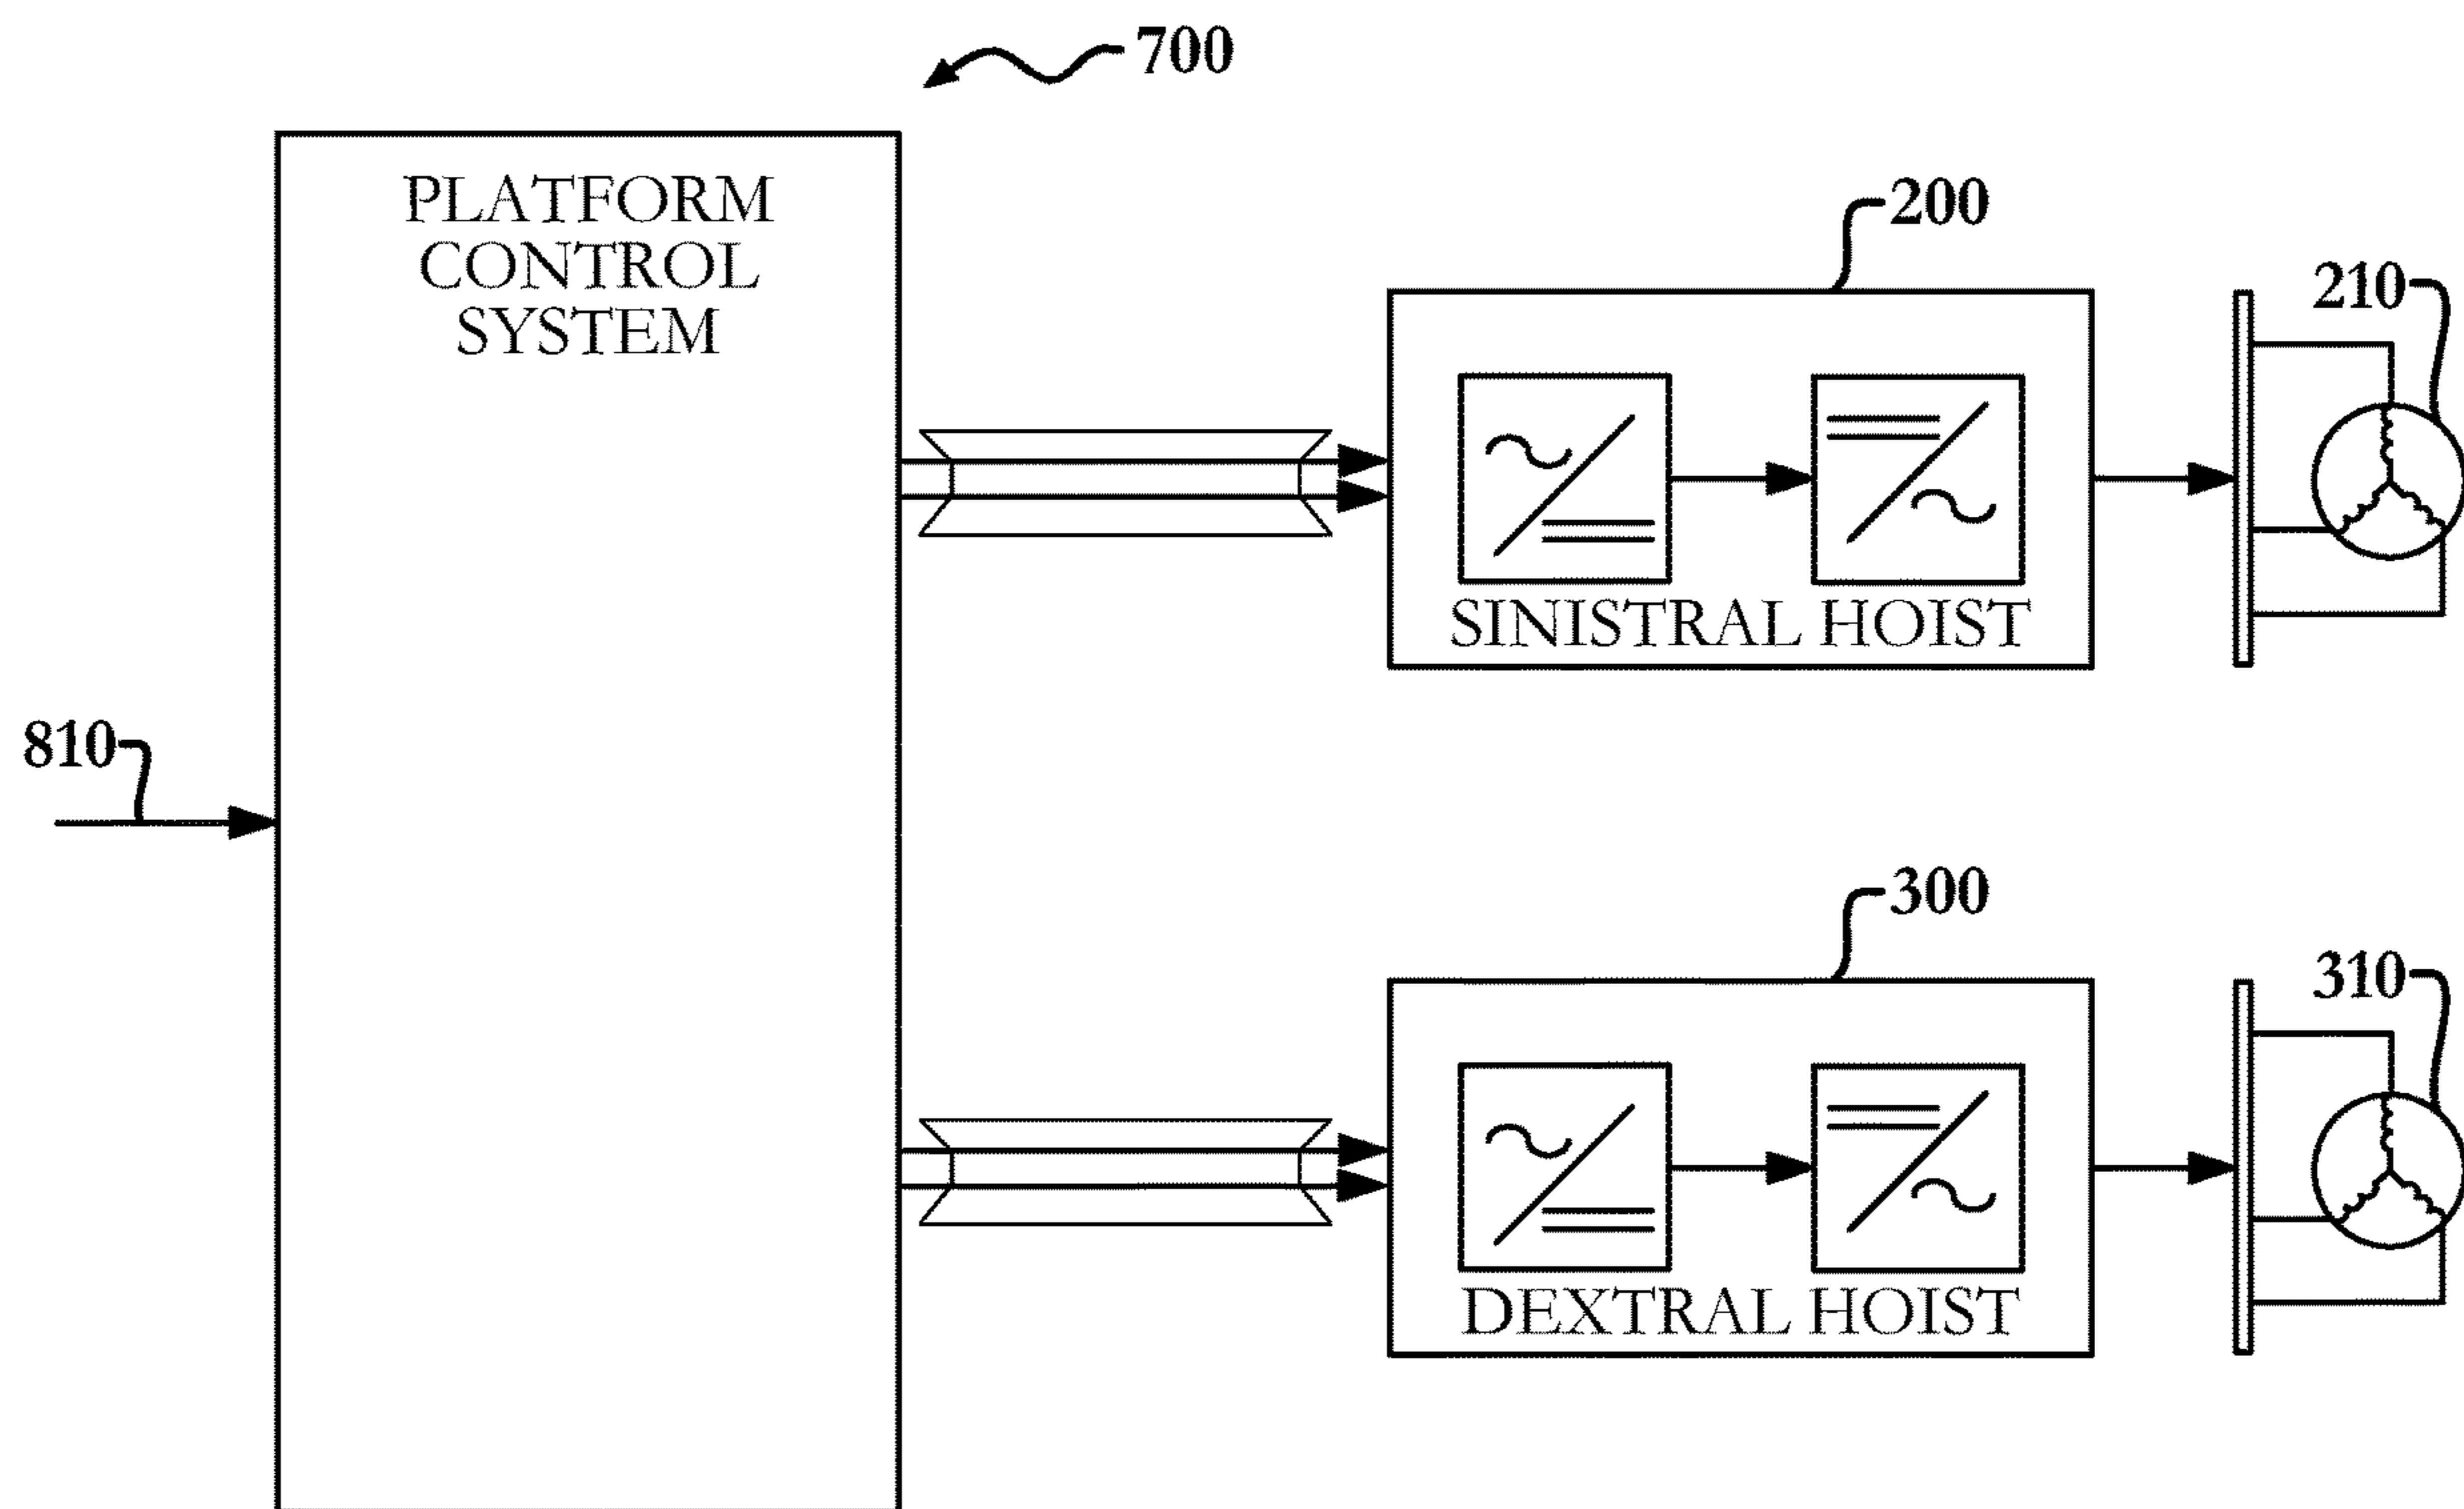 700
PLATFORM
CONTROL
SYSTEM
200
210
SINISTRAL HOIST
810
300
310
DEXTRAL HOIST